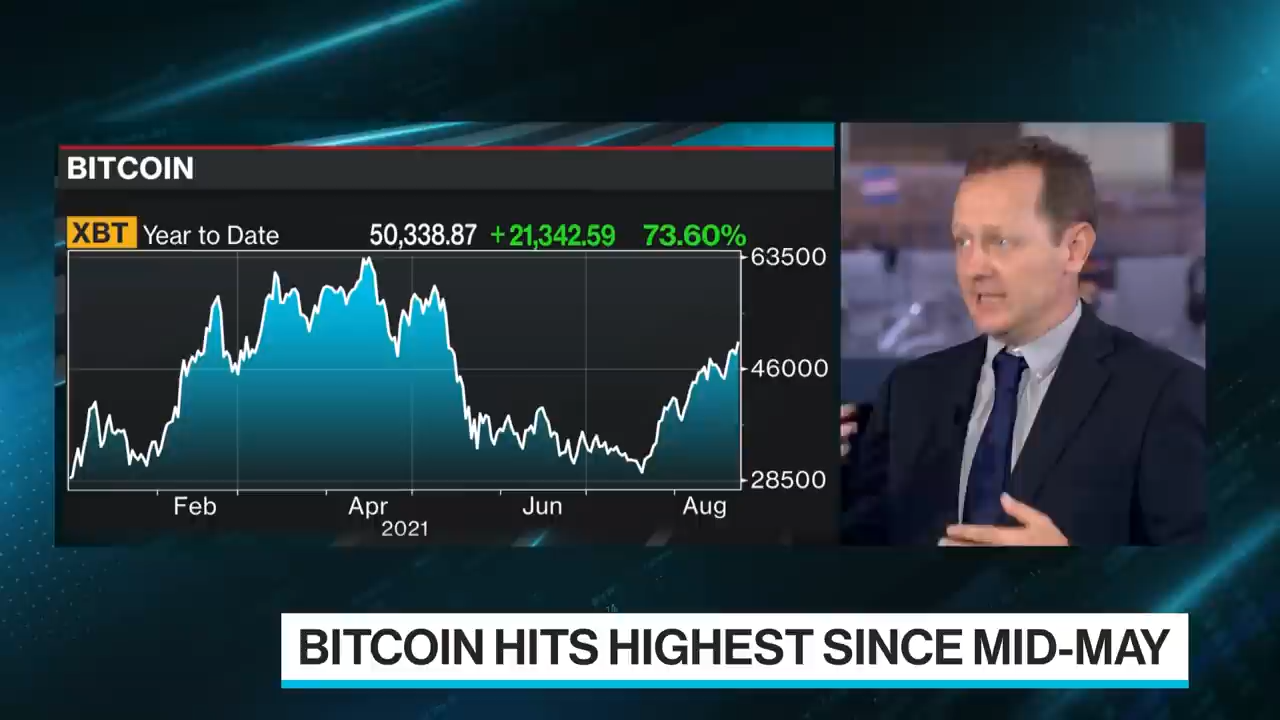 BITCOIN
XBT Year to Date 50,338.87 +21,342.59 73.60%
63500
46000
28500
Feb Apr Jun Aug
2021
BITCOIN HITS HIGHEST SINCE MID-MAY